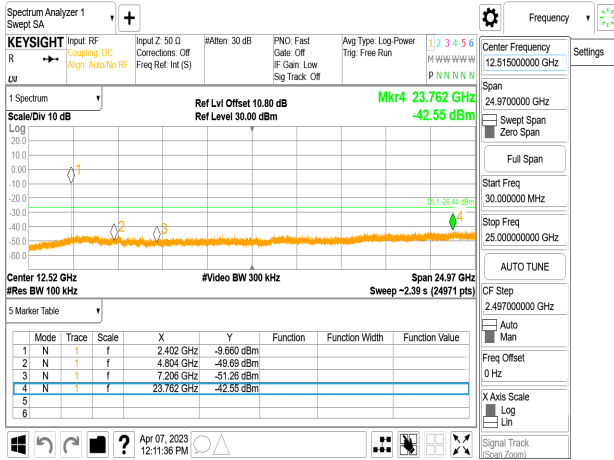 Spectrum Analyzer 1
Swept SA
Frequency
Settings
KEYSIGHT
R
Input: RF
Coupling: DC
Align: Auto/No RF
Input Z: 50 Ω
Corrections: Off
Freq Ref: Int (S)
#Atten: 30 dB
PNO: Fast
Gate: Off
IF Gain: Low
Sig Track: Off
Avg Type: Log-Power
Trig: Free Run
1 2 3 4 5 6
M W W W W W
P N N N N N
1 Spectrum
Scale/Div 10 dB
Ref Lvl Offset 10.80 dB
Ref Level 30.00 dBm
Mkr4 23.762 GHz
-42.55 dBm
Log
20.0
10.0
0.00
-10.0
-20.0
-30.0
-40.0
-50.0
-60.0
1
2
3
4
DL1 -26.44 dBm
Center 12.52 GHz
#Video BW 300 kHz
Span 24.97 GHz
#Res BW 100 kHz
Sweep ~2.39 s (24971 pts)
5 Marker Table
Mode Trace Scale X Y Function Function Width Function Value
1 N 1 f 2.402 GHz -9.660 dBm
2 N 1 f 4.804 GHz -49.69 dBm
3 N 1 f 7.206 GHz -51.26 dBm
4 N 1 f 23.762 GHz -42.55 dBm
5
6
Apr 07, 2023
12:11:36 PM
Center Frequency
12.515000000 GHz
Span
24.9700000 GHz
Swept Span
Zero Span
Full Span
Start Freq
30.000000 MHz
Stop Freq
25.000000000 GHz
AUTO TUNE
CF Step
2.497000000 GHz
Auto
Man
Freq Offset
0 Hz
X Axis Scale
Log
Lin
Signal Track
(Span Zoom)